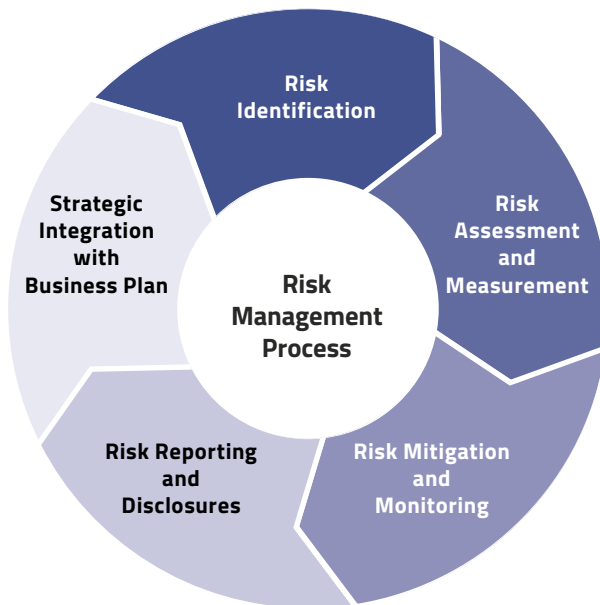 Risk
Identification
Risk
Assessment
and
Measurement
Risk Mitigation
and
Monitoring
Risk Reporting
and
Disclosures
Strategic
Integration
with
Business Plan
Risk
Management
Process